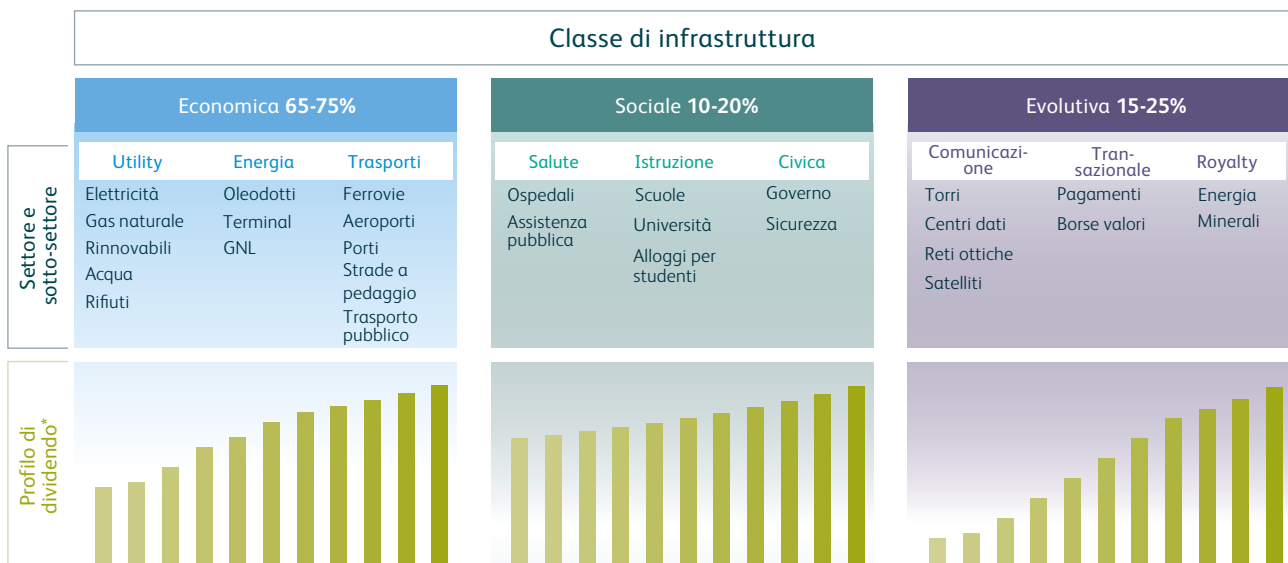 Classe di infrastruttura
Economica 65-75%
Sociale 10-20%
Evolutiva 15-25%
Settore e
sotto-settore
Utility
Energia
Trasporti
Elettricità
Gas naturale
Rinnovabili
Acqua
Rifiuti
Oleodotti
Terminal
GNL
Ferrovie
Aeroporti
Porti
Strade a
pedaggio
Trasporto
pubblico
Salute
Istruzione
Civica
Ospedali
Assistenza
pubblica
Scuole
Università
Alloggi per
studenti
Governo
Sicurezza
Comunicazi-
one
Tran-
sazionale
Royalty
Torri
Centri dati
Reti ottiche
Satelliti
Pagamenti
Borse valori
Energia
Minerali
Profilo di
dividendo*